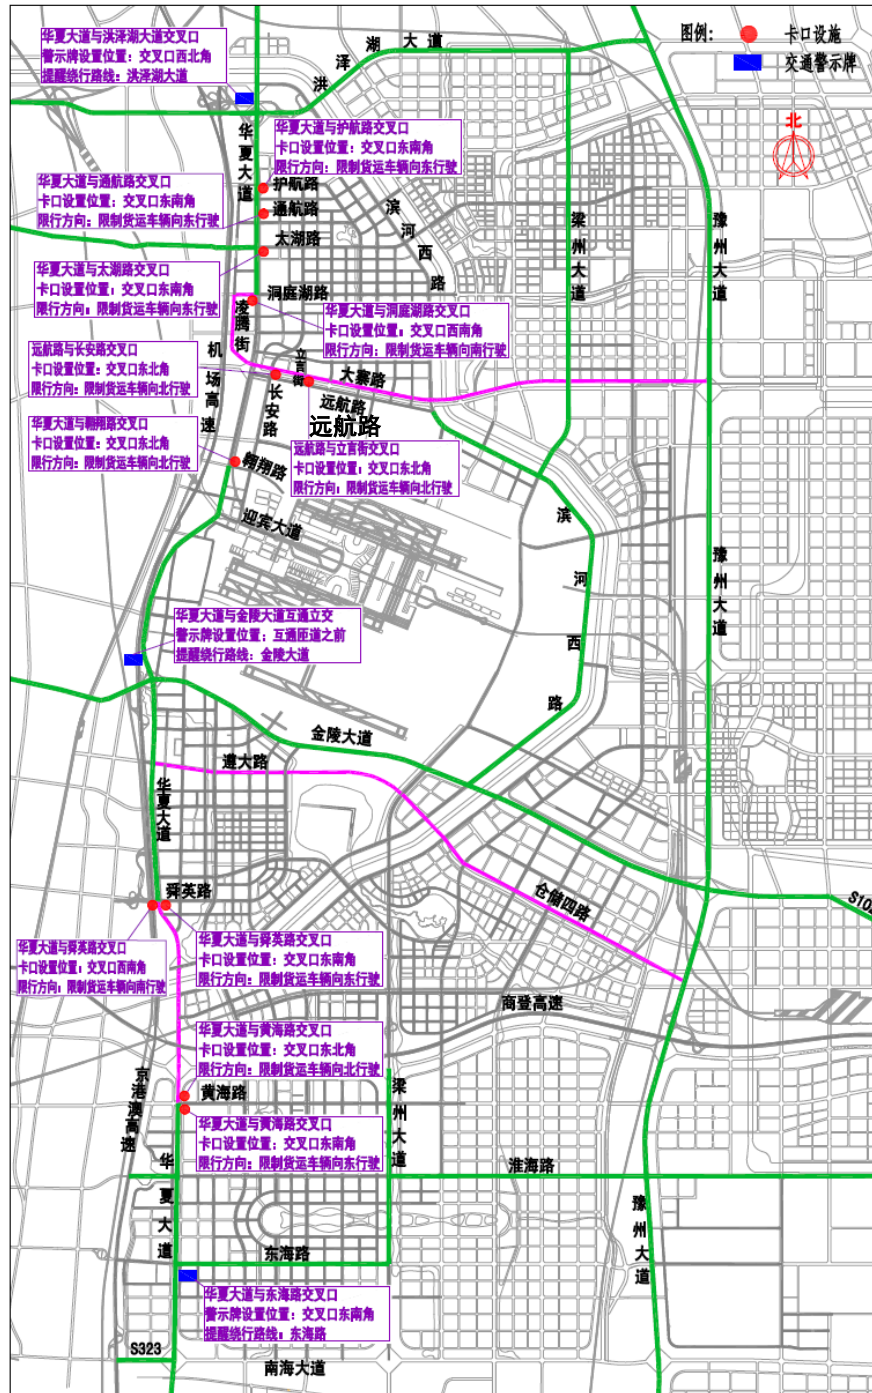 华夏大道与洪泽湖大道交叉口
警示牌设置位置：交叉口西北角
提醒绕行路线：洪泽湖大道
洪泽湖大道
图例：
卡口设施
交通警示牌
北
华夏大道
华夏大道与护航路交叉口
卡口设置位置：交叉口东南角
限行方向：限制货运车辆向东行驶
护航路
华夏大道与通航路交叉口
卡口设置位置：交叉口东南角
限行方向：限制货运车辆向东行驶
通航路
滨河西路
梁州大道
豫州大道
太湖路
华夏大道与太湖路交叉口
卡口设置位置：交叉口东南角
限行方向：限制货运车辆向东行驶
洞庭湖路
凌腾街
华夏大道与洞庭湖路交叉口
卡口设置位置：交叉口西南角
限行方向：限制货运车辆向南行驶
机场高速
远航路与长安路交叉口
卡口设置位置：交叉口东北角
限行方向：限制货运车辆向北行驶
立言街
大寨路
长安路
远航路
远航路
华夏大道与翱翔路交叉口
卡口设置位置：交叉口东北角
限行方向：限制货运车辆向北行驶
远航路与立言街交叉口
卡口设置位置：交叉口东北角
限行方向：限制货运车辆向北行驶
翱翔路
迎宾大道
滨河西路
豫州大道
华夏大道与金陵大道互通立交
警示牌设置位置：互通匝道之前
提醒绕行路线：金陵大道
金陵大道
遵大路
华夏大道
舜英路
仓储四路
S102
华夏大道与舜英路交叉口
卡口设置位置：交叉口西南角
限行方向：限制货运车辆向南行驶
华夏大道与舜英路交叉口
卡口设置位置：交叉口东南角
限行方向：限制货运车辆向东行驶
商登高速
华夏大道与黄海路交叉口
卡口设置位置：交叉口东北角
限行方向：限制货运车辆向北行驶
京港澳高速
黄海路
梁州大道
华夏大道与黄海路交叉口
卡口设置位置：交叉口东南角
限行方向：限制货运车辆向东行驶
华夏大道
淮海路
豫州大道
东海路
华夏大道与东海路交叉口
警示牌设置位置：交叉口东南角
提醒绕行路线：东海路
S323
南海大道